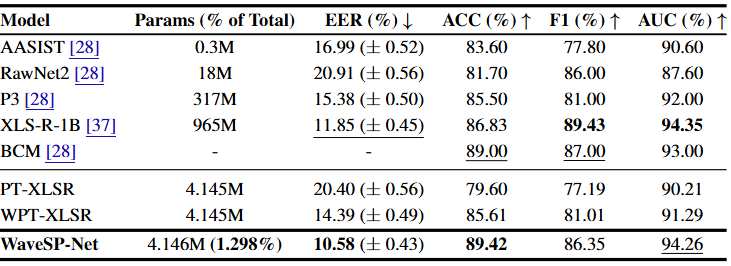 Model Params (% of Total) EER (%) ↓ ACC (%) ↑ F1 (%) ↑ AUC (%) ↑
AASIST [28] 0.3M 16.99 (± 0.52) 83.60 77.80 90.60
RawNet2 [28] 18M 20.91 (± 0.56) 81.70 86.00 87.60
P3 [28] 317M 15.38 (± 0.50) 85.50 81.00 92.00
XLS-R-1B [37] 965M 11.85 (± 0.45) 86.83 89.43 94.35
BCM [28] - - 89.00 87.00 93.00
PT-XLSR 4.145M 20.40 (± 0.56) 79.60 77.19 90.21
WPT-XLSR 4.145M 14.39 (± 0.49) 85.61 81.01 91.29
WaveSP-Net 4.146M (1.298%) 10.58 (± 0.43) 89.42 86.35 94.26